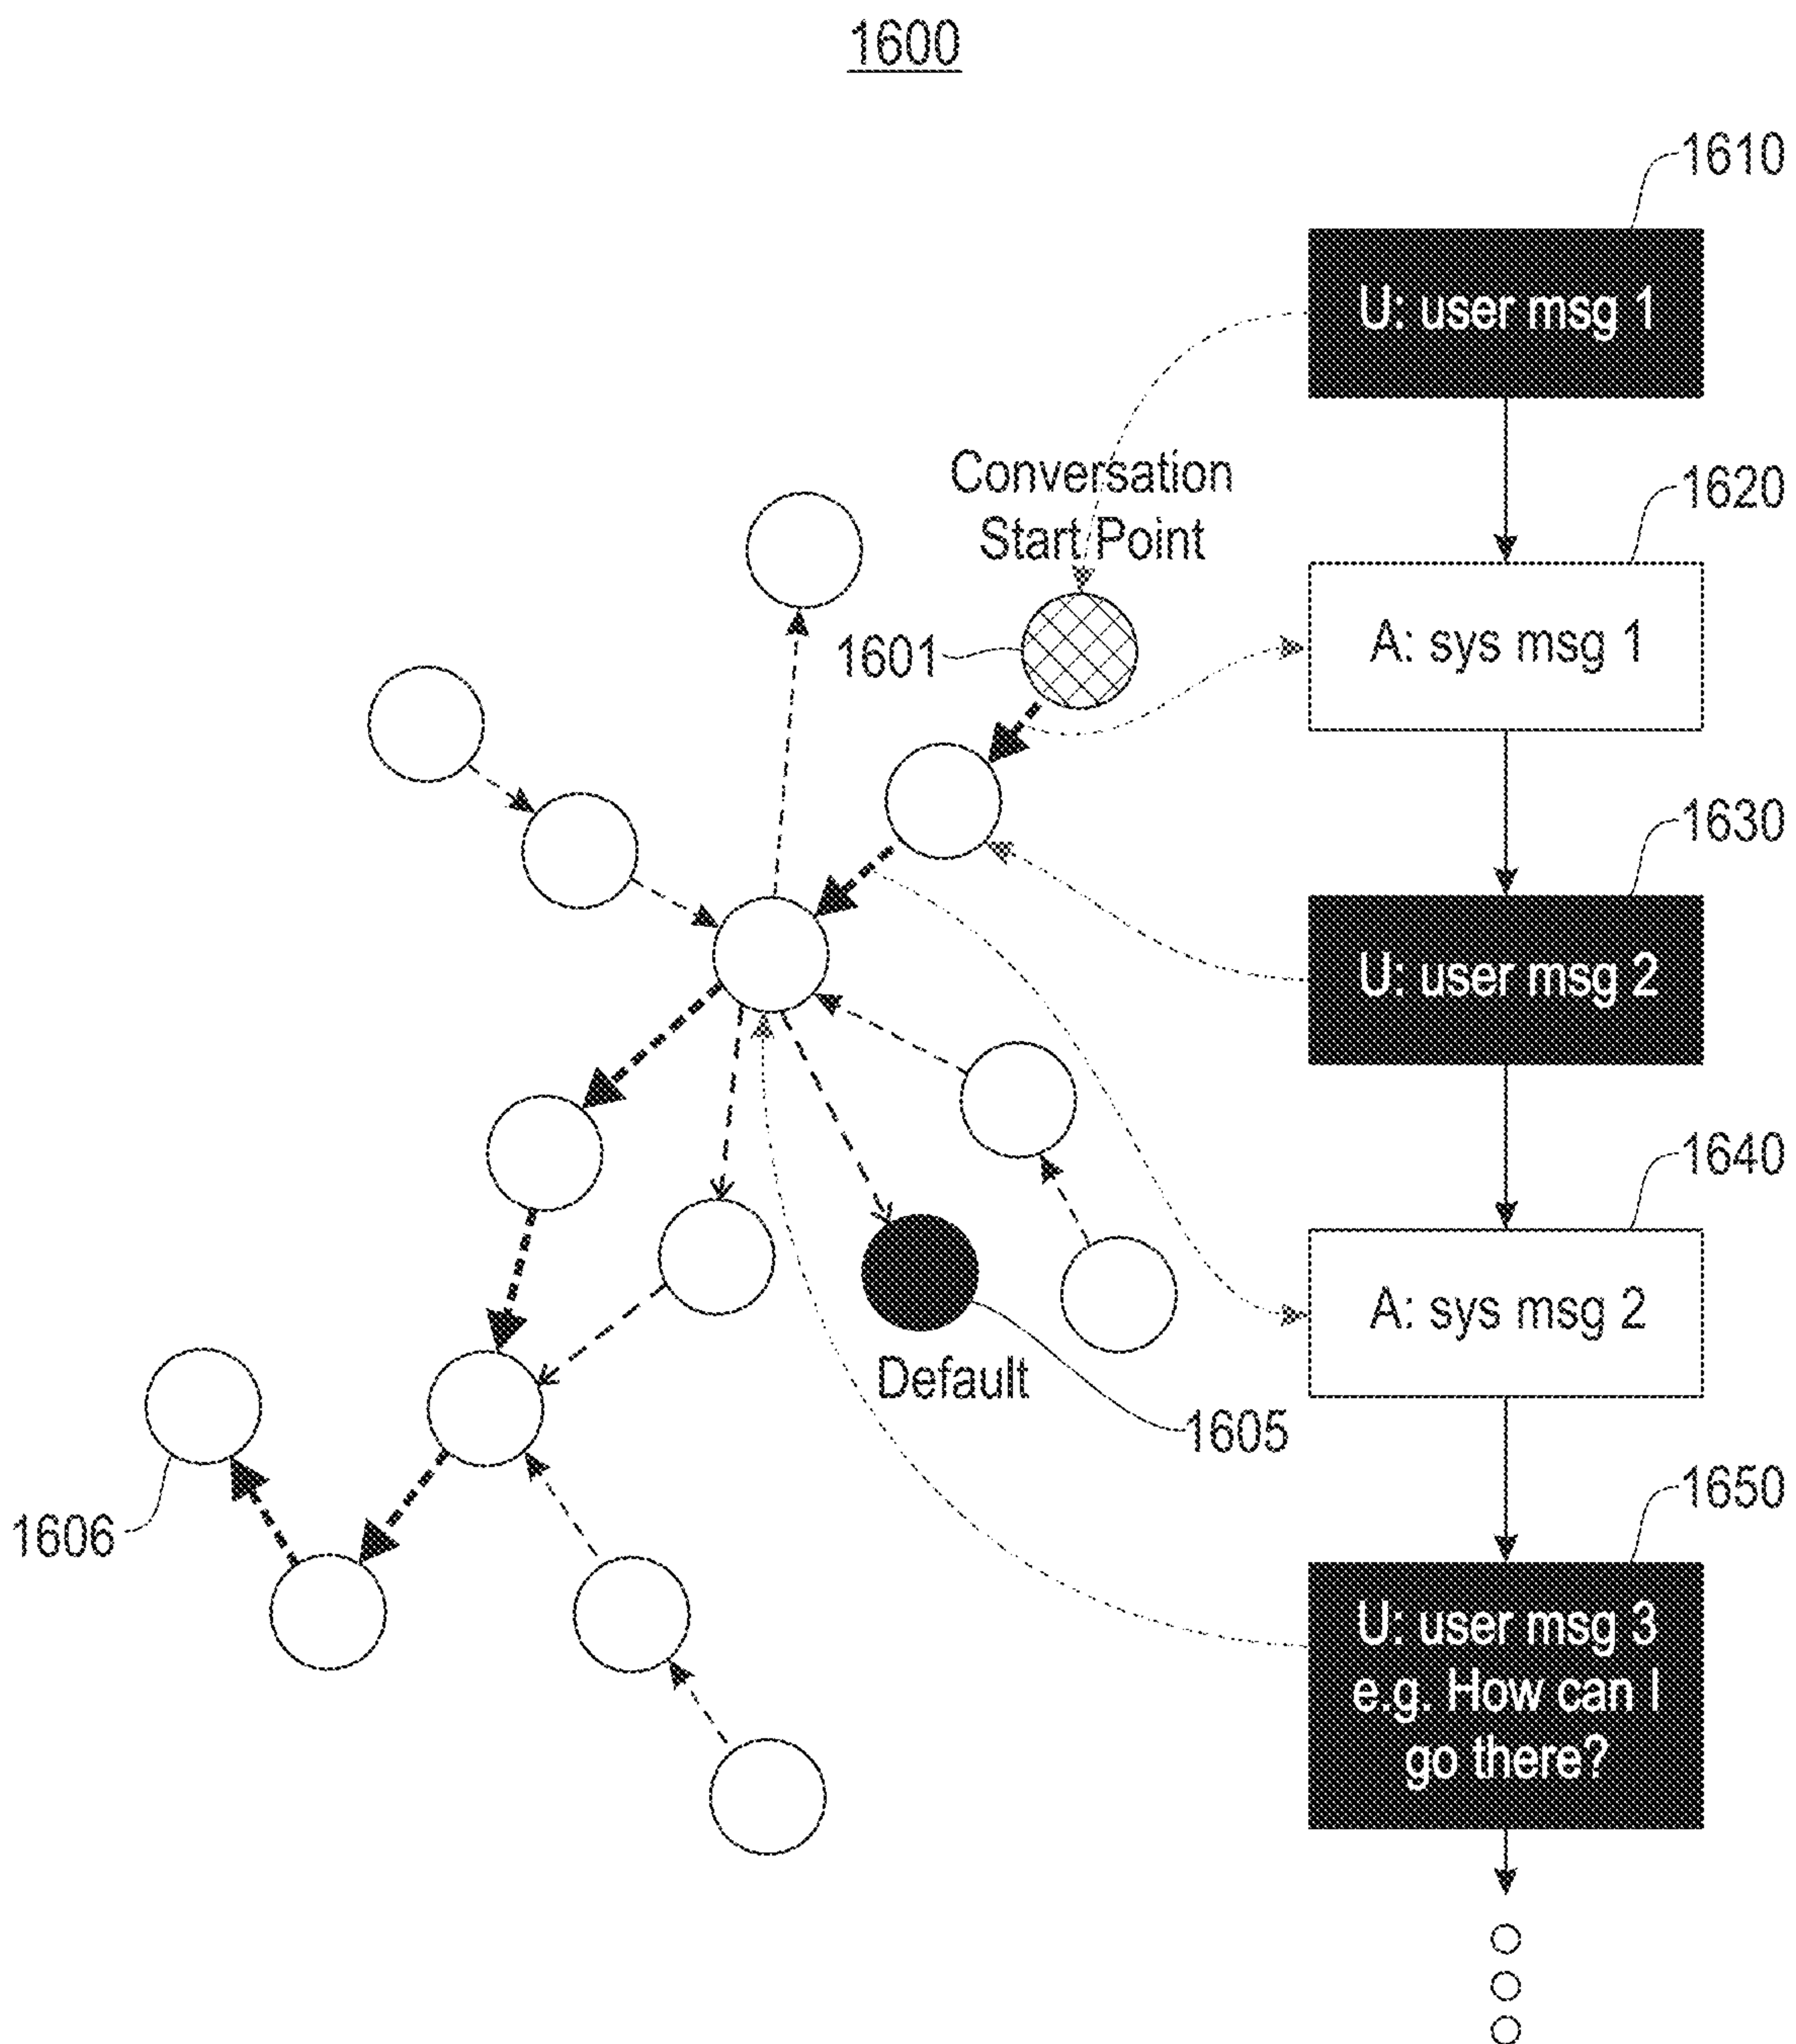 1600
1610
U: user msg 1
Conversation
Start Point
1620
1601
A: sys msg 1
1630
U: user msg 2
1640
A: sys msg 2
Default
1605
1650
1606
U: user msg 3
e.g. How can I
go there?